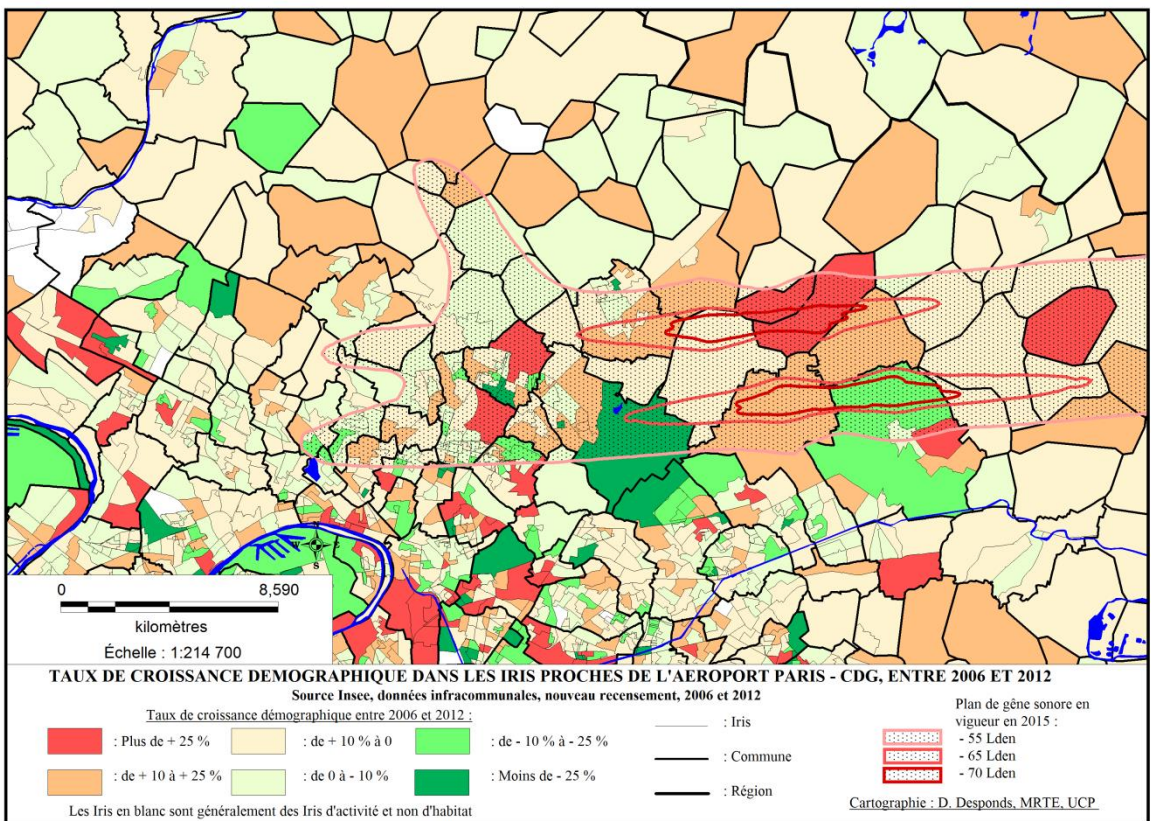 N
W E
S
0 8,590
kilomètres
Échelle : 1:214 700
TAUX DE CROISSANCE DEMOGRAPHIQUE DANS LES IRIS PROCHES DE L'AEROPORT PARIS - CDG, ENTRE 2006 ET 2012
Source Insee, données infracommunales, nouveau recensement, 2006 et 2012
Taux de croissance démographique entre 2006 et 2012 :
: Plus de + 25 %
: de + 10 % à 0
: de - 10 % à - 25 %
: de + 10 à + 25 %
: de 0 à - 10 %
: Moins de - 25 %
Les Iris en blanc sont généralement des Iris d'activité et non d'habitat
: Iris
: Commune
: Région
Plan de gêne sonore en
vigueur en 2015 :
- 55 Lden
- 65 Lden
- 70 Lden
Cartographie : D. Desponds, MRTE, UCP